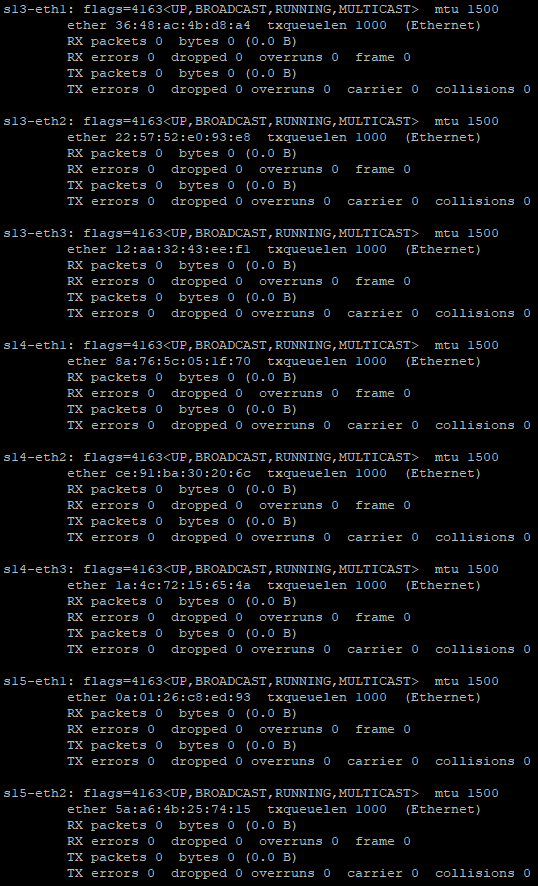 s13-eth1: flags=4163<UP,BROADCAST,RUNNING,MULTICAST>  mtu 1500
        ether 36:48:ac:4b:d8:a4  txqueuelen 1000  (Ethernet)
        RX packets 0  bytes 0 (0.0 B)
        RX errors 0  dropped 0  overruns 0  frame 0
        TX packets 0  bytes 0 (0.0 B)
        TX errors 0  dropped 0 overruns 0  carrier 0  collisions 0

s13-eth2: flags=4163<UP,BROADCAST,RUNNING,MULTICAST>  mtu 1500
        ether 22:57:52:e0:93:e8  txqueuelen 1000  (Ethernet)
        RX packets 0  bytes 0 (0.0 B)
        RX errors 0  dropped 0  overruns 0  frame 0
        TX packets 0  bytes 0 (0.0 B)
        TX errors 0  dropped 0 overruns 0  carrier 0  collisions 0

s13-eth3: flags=4163<UP,BROADCAST,RUNNING,MULTICAST>  mtu 1500
        ether 12:aa:32:43:ee:f1  txqueuelen 1000  (Ethernet)
        RX packets 0  bytes 0 (0.0 B)
        RX errors 0  dropped 0  overruns 0  frame 0
        TX packets 0  bytes 0 (0.0 B)
        TX errors 0  dropped 0 overruns 0  carrier 0  collisions 0

s14-eth1: flags=4163<UP,BROADCAST,RUNNING,MULTICAST>  mtu 1500
        ether 8a:76:5c:05:1f:70  txqueuelen 1000  (Ethernet)
        RX packets 0  bytes 0 (0.0 B)
        RX errors 0  dropped 0  overruns 0  frame 0
        TX packets 0  bytes 0 (0.0 B)
        TX errors 0  dropped 0 overruns 0  carrier 0  collisions 0

s14-eth2: flags=4163<UP,BROADCAST,RUNNING,MULTICAST>  mtu 1500
        ether ce:91:ba:30:20:6c  txqueuelen 1000  (Ethernet)
        RX packets 0  bytes 0 (0.0 B)
        RX errors 0  dropped 0  overruns 0  frame 0
        TX packets 0  bytes 0 (0.0 B)
        TX errors 0  dropped 0 overruns 0  carrier 0  collisions 0

s14-eth3: flags=4163<UP,BROADCAST,RUNNING,MULTICAST>  mtu 1500
        ether 1a:4c:72:15:65:4a  txqueuelen 1000  (Ethernet)
        RX packets 0  bytes 0 (0.0 B)
        RX errors 0  dropped 0  overruns 0  frame 0
        TX packets 0  bytes 0 (0.0 B)
        TX errors 0  dropped 0 overruns 0  carrier 0  collisions 0

s15-eth1: flags=4163<UP,BROADCAST,RUNNING,MULTICAST>  mtu 1500
        ether 0a:01:26:c8:ed:93  txqueuelen 1000  (Ethernet)
        RX packets 0  bytes 0 (0.0 B)
        RX errors 0  dropped 0  overruns 0  frame 0
        TX packets 0  bytes 0 (0.0 B)
        TX errors 0  dropped 0 overruns 0  carrier 0  collisions 0

s15-eth2: flags=4163<UP,BROADCAST,RUNNING,MULTICAST>  mtu 1500
        ether 5a:a6:4b:25:74:15  txqueuelen 1000  (Ethernet)
        RX packets 0  bytes 0 (0.0 B)
        RX errors 0  dropped 0  overruns 0  frame 0
        TX packets 0  bytes 0 (0.0 B)
        TX errors 0  dropped 0 overruns 0  carrier 0  collisions 0